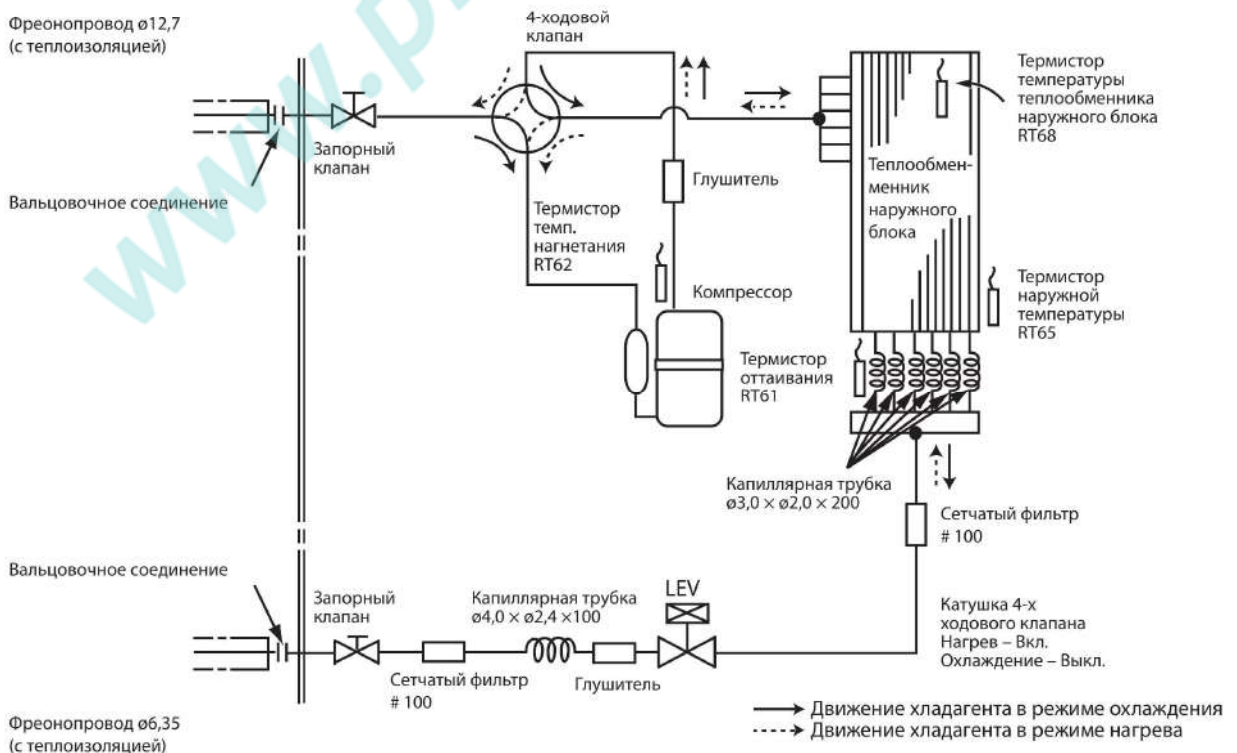 Фреонопровод ø12,7
(с теплоизоляцией)
4-ходовой
клапан
Термистор
температуры
теплообменника
наружного блока
RT68
Запорный
клапан
Вальцовочное соединение
Глушитель
Теплообмен-
менник
наружного
блока
Термистор
темп.
нагнетания
RT62
Компрессор
Термистор
наружной
температуры
RT65
Термистор
оттаивания
RT61
Капиллярная трубка
ø3,0 × ø2,0 × 200
Сетчатый фильтр
# 100
Вальцовочное соединение
Запорный
клапан
Капиллярная трубка
ø4,0 × ø2,4 ×100
LEV
Катушка 4-х
ходового клапана
Нагрев – Вкл.
Охлаждение – Выкл.
Сетчатый фильтр
# 100
Глушитель
Фреонопровод ø6,35
(с теплоизоляцией)
Движение хладагента в режиме охлаждения
Движение хладагента в режиме нагрева